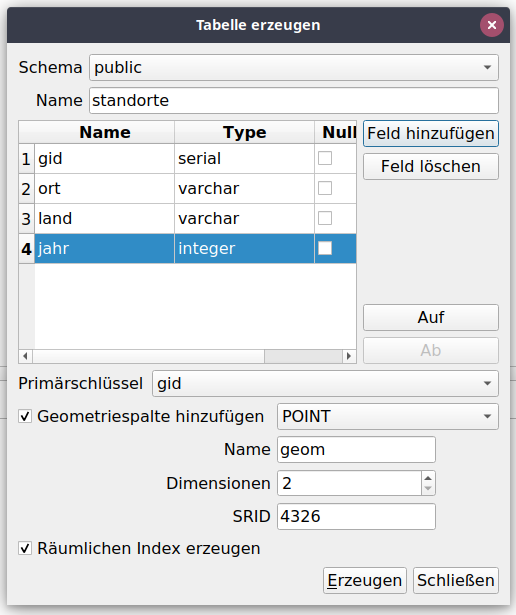 Tabelle erzeugen
Schema public
Name standorte
Name Type Null Feld hinzufügen
1 gid serial Feld löschen
2 ort varchar
3 land varchar
4 jahr integer
Auf
Ab
Primärschlüssel gid
Geometriespalte hinzufügen POINT
Name geom
Dimensionen 2
SRID 4326
Räumlichen Index erzeugen
Erzeugen Schließen